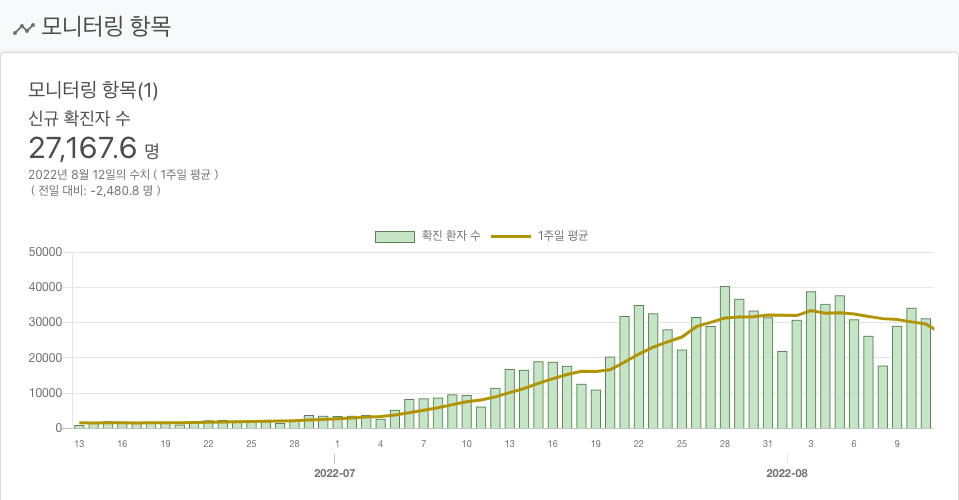 모니터링 항목
모니터링 항목(1)
신규 확진자 수
27,167.6 명
2022년 8월 12일의 수치 ( 1주일 평균 )
( 전일 대비: -2,480.8 명 )
확진 환자 수 1주일 평균
50000
40000
30000
20000
10000
0
13 16 19 22 25 28 1 4 7 10 13 16 19 22 25 28 31 3 6 9
2022-07 2022-08